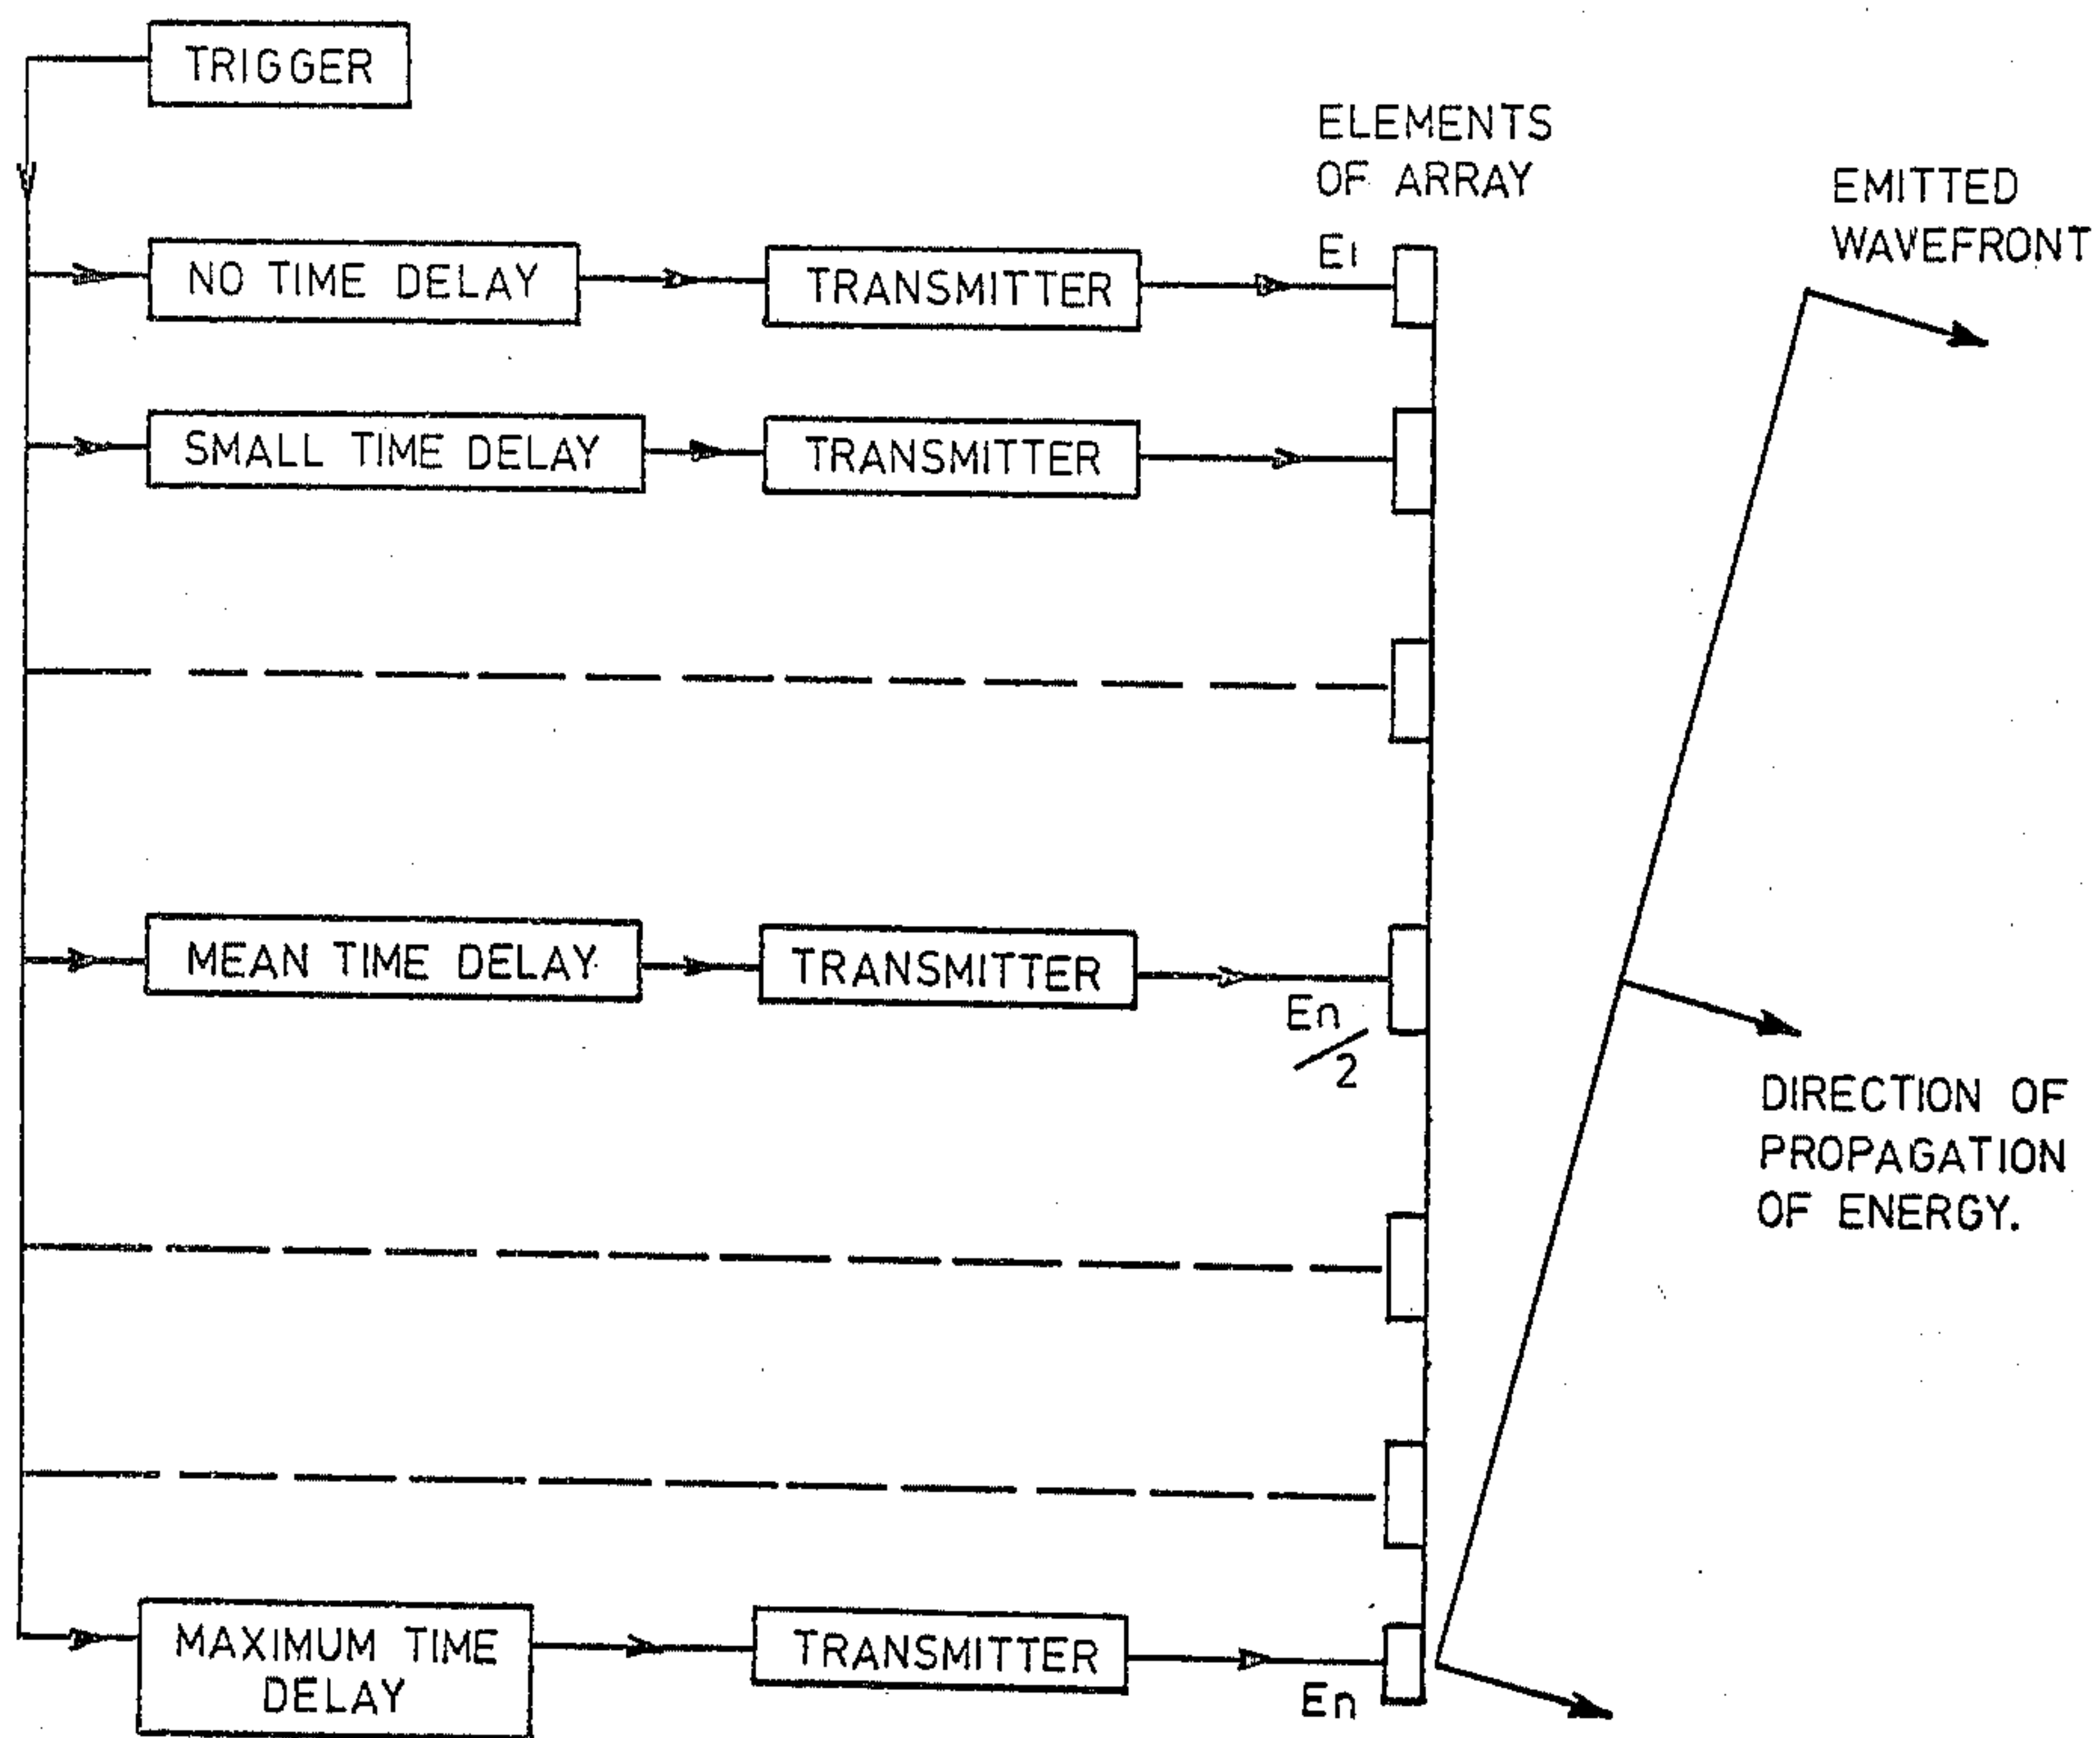 TRIGGER
ELEMENTS
OF ARRAY
EMITTED
WAVEFRONT
E1
NO TIME DELAY
TRANSMITTER
SMALL TIME DELAY
TRANSMITTER
MEAN TIME DELAY
TRANSMITTER
En
/2
DIRECTION OF
PROPAGATION
OF ENERGY.
MAXIMUM TIME
DELAY
TRANSMITTER
En